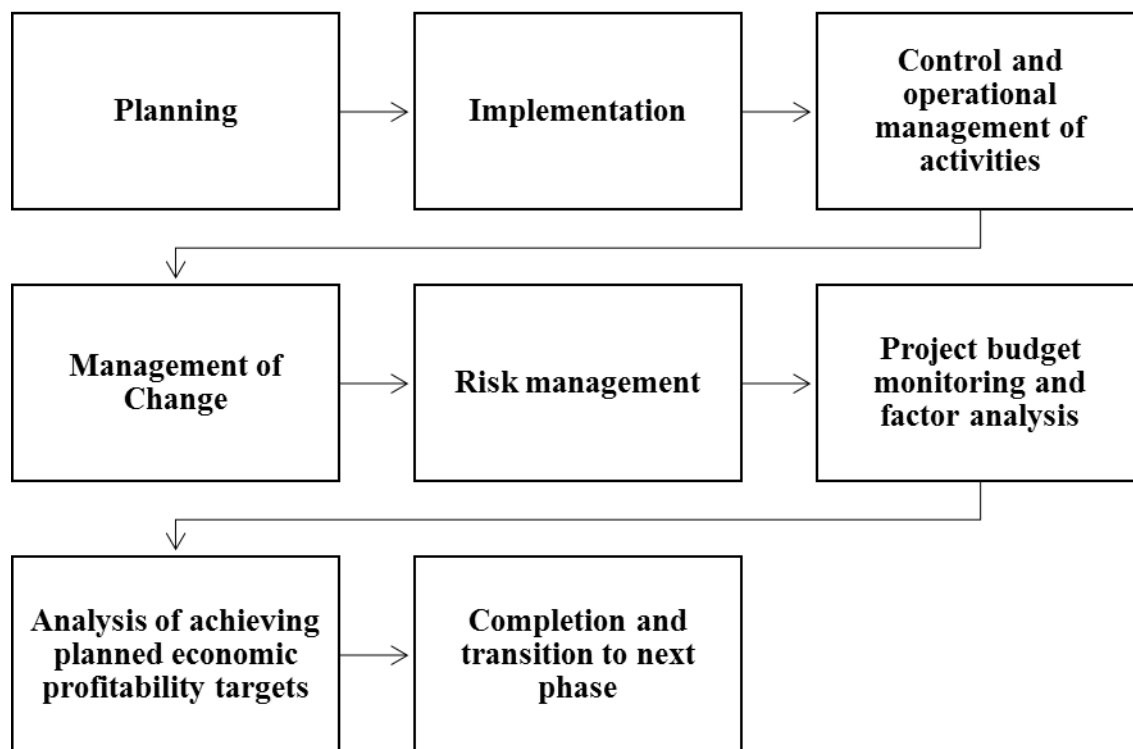 Planning
Implementation
Control and
operational
management of
activities
Management of
Change
Risk management
Project budget
monitoring and
factor analysis
Analysis of achieving
planned economic
profitability targets
Completion and
transition to next
phase